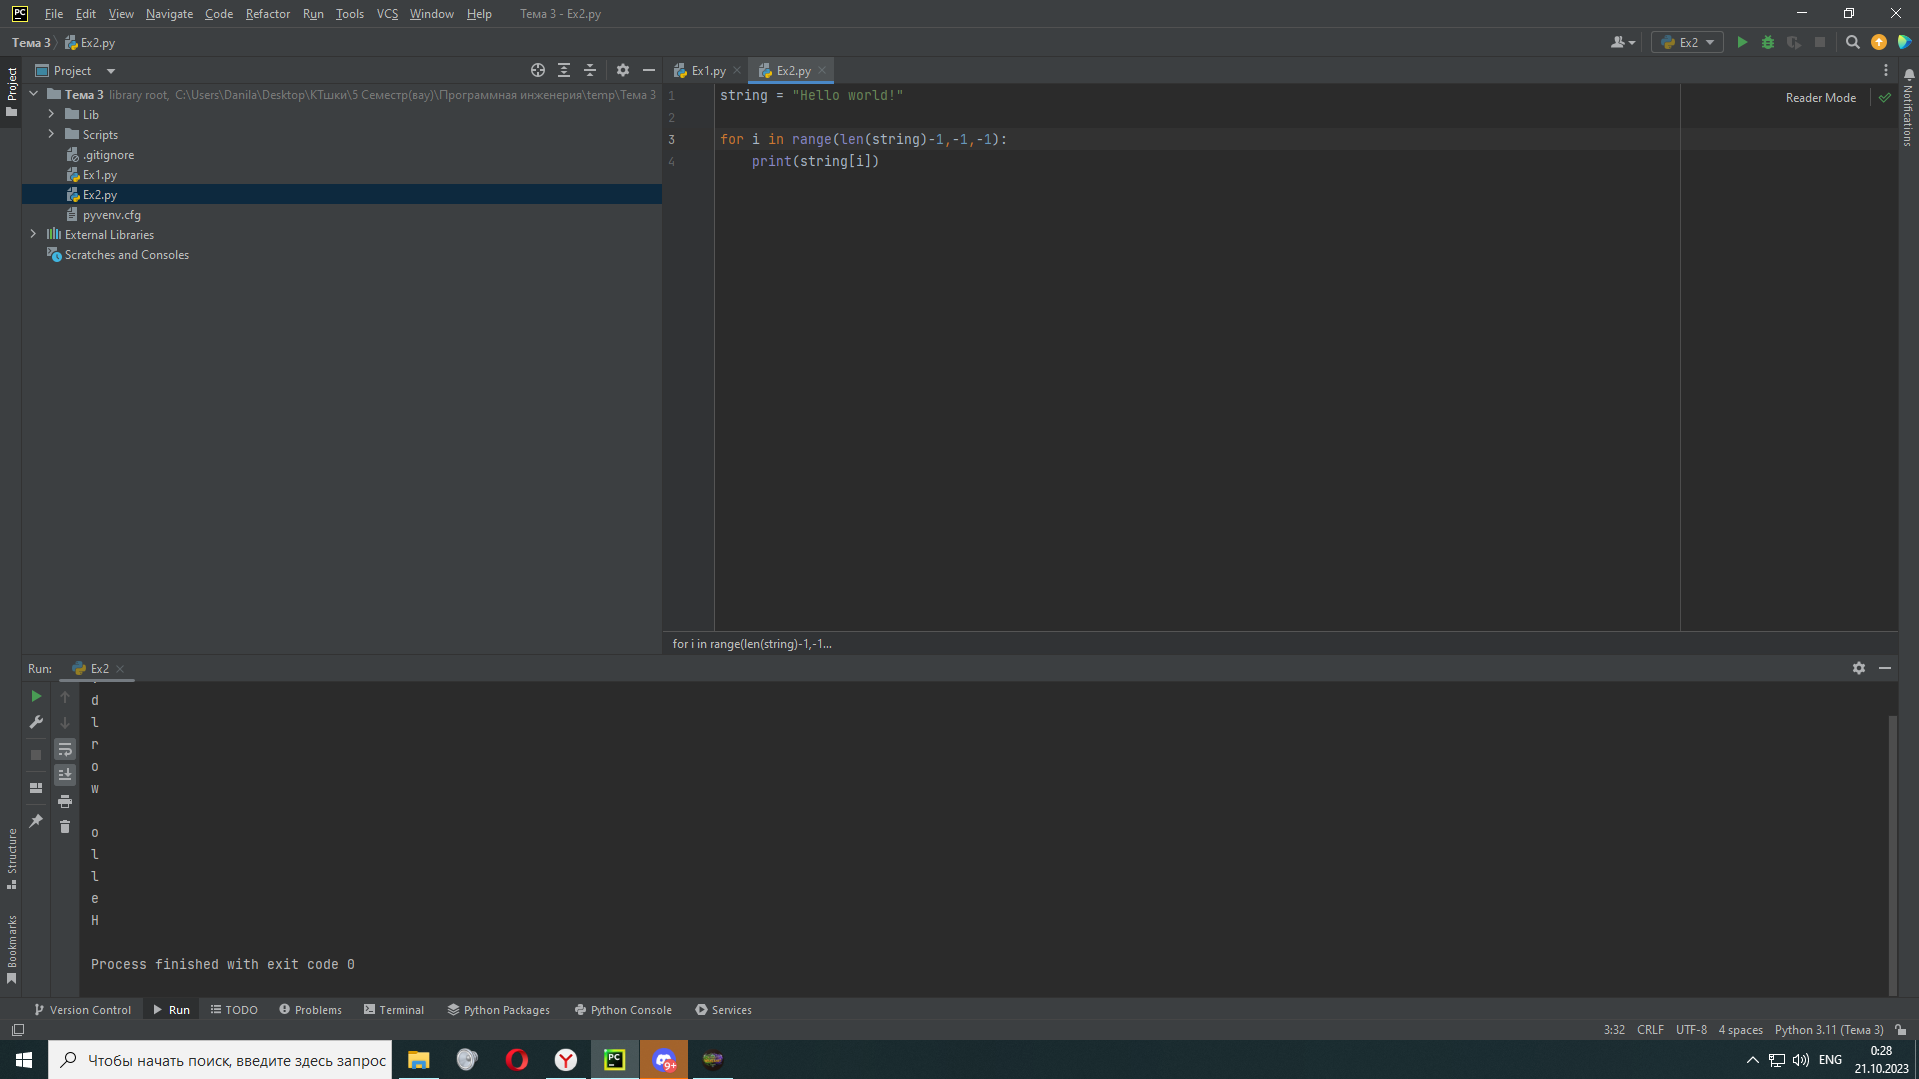 PC File Edit View Navigate Code Refactor Run Tools VCS Window Help Тема 3 - Ex2.py
Тема 3 Ex2.py Ex2
Project
Тема 3 library root, C:\Users\Danila\Desktop\КТшки\5 Семестр(вау)\Программная инженерия\temp\Тема 3
Lib
Scripts
.gitignore
Ex1.py
Ex2.py
pyvenv.cfg
External Libraries
Scratches and Consoles
Project
Structure
Bookmarks
Notifications
Ex1.py Ex2.py
Reader Mode
1 string = "Hello world!"
2
3 for i in range(len(string)-1,-1,-1):
4 print(string[i])
for i in range(len(string)-1,-1...
Run: Ex2
d
l
r
o
w
o
l
l
e
H
Process finished with exit code 0
Version Control Run TODO Problems Terminal Python Packages Python Console Services
3:32 CRLF UTF-8 4 spaces Python 3.11 (Тема 3)
Чтобы начать поиск, введите здесь запрос
PC
9+
ENG
0:28
21.10.2023